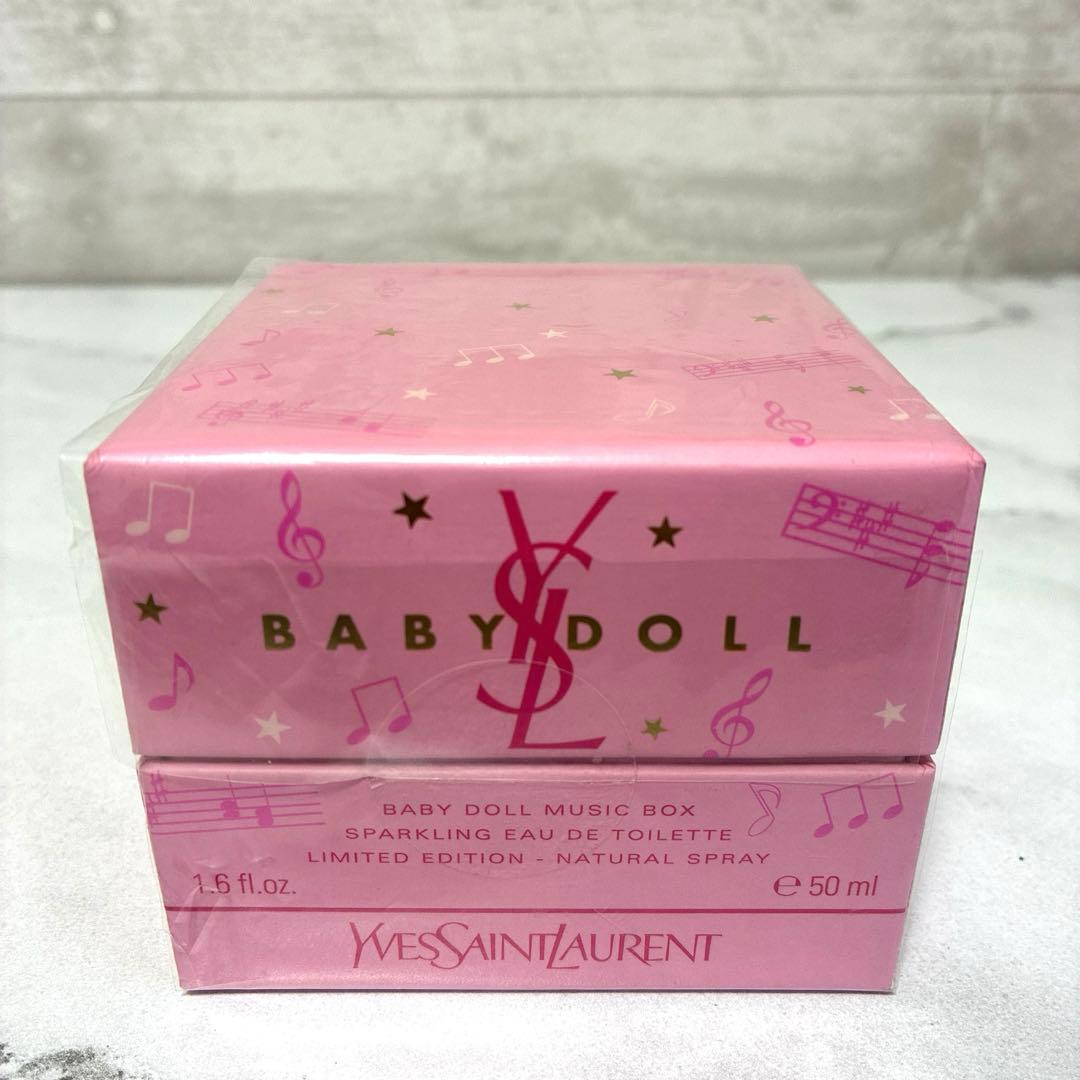 YSL
BABY DOLL
BABY DOLL MUSIC BOX
SPARKLING EAU DE TOILETTE
LIMITED EDITION - NATURAL SPRAY
1.6 fl.oz. ℮ 50 ml
YVESSAINTLAURENT